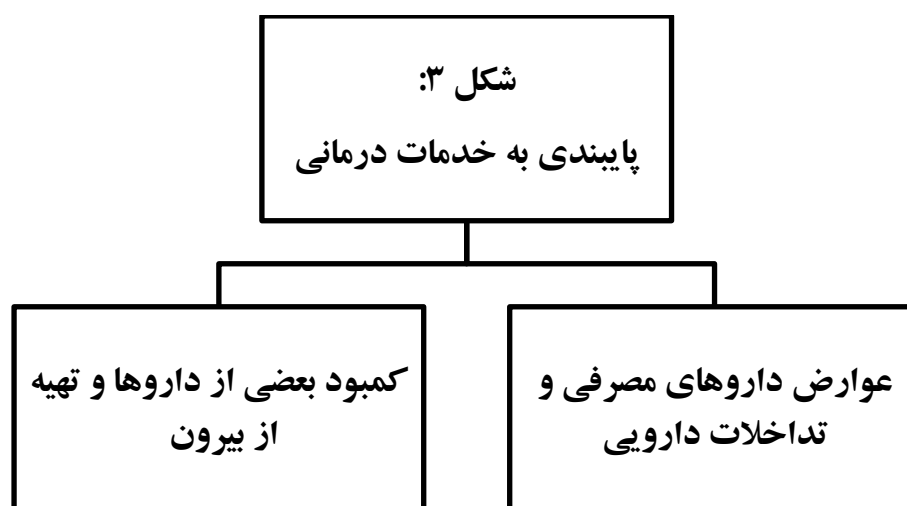 شکل ۳:
پایبندی به خدمات درمانی
عوارض داروهای مصرفی و
تداخلات دارویی
کمبود بعضی از داروها و تهیه
از بیرون